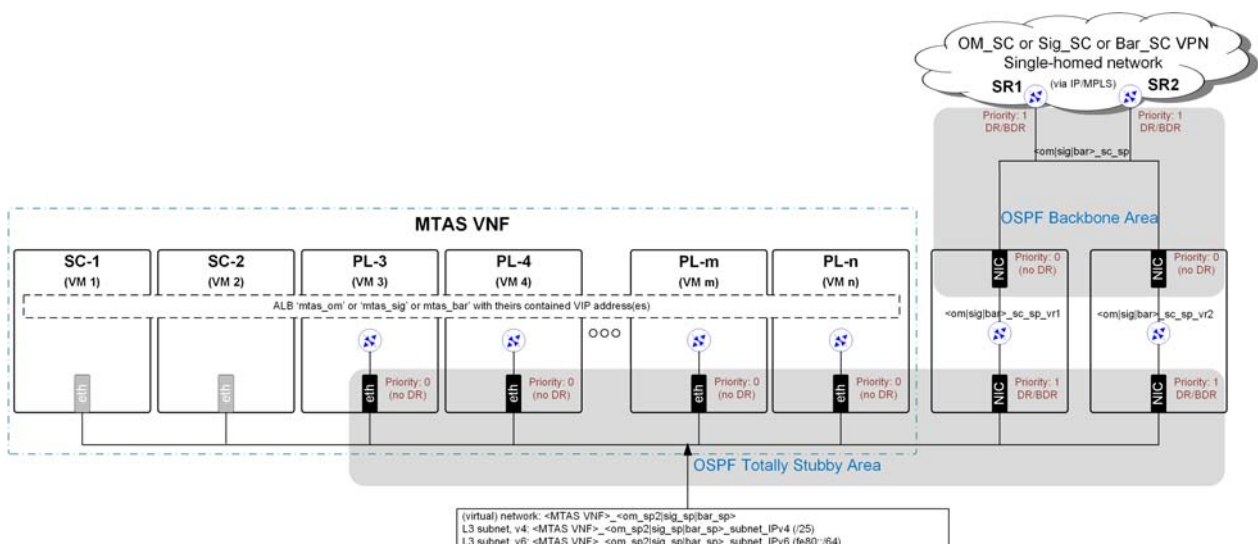 OM_SC or Sig_SC or Bar_SC VPN
Single-homed network
SR1 (via IP/MPLS) SR2
Priority: 1
DR/BDR
Priority: 1
DR/BDR
<om|sig|bar>_sc_sp
OSPF Backbone Area
MTAS VNF
SC-1
(VM 1)
SC-2
(VM 2)
PL-3
(VM 3)
PL-4
(VM 4)
PL-m
(VM m)
PL-n
(VM n)
NIC
Priority: 0
(no DR)
NIC
Priority: 0
(no DR)
ALB 'mtas_om' or 'mtas_sig' or mtas_bar' with theirs contained VIP address(es)
<om|sig|bar>_sc_sp_vr1
<om|sig|bar>_sc_sp_vr2
eth
eth
eth
Priority: 0
(no DR)
eth
Priority: 0
(no DR)
eth
Priority: 0
(no DR)
eth
Priority: 0
(no DR)
NIC
Priority: 1
DR/BDR
NIC
Priority: 1
DR/BDR
OSPF Totally Stubby Area
(virtual) network: <MTAS VNF>_<om_sp2|sig_sp|bar_sp>
L3 subnet, v4: <MTAS VNF>_<om_sp2|sig_sp|bar_sp>_subnet_IPv4 (/25)
L3 subnet, v6: <MTAS VNF>_<om_sp2|sig_sp|bar_sp>_subnet_IPv6 (fe80::/64)